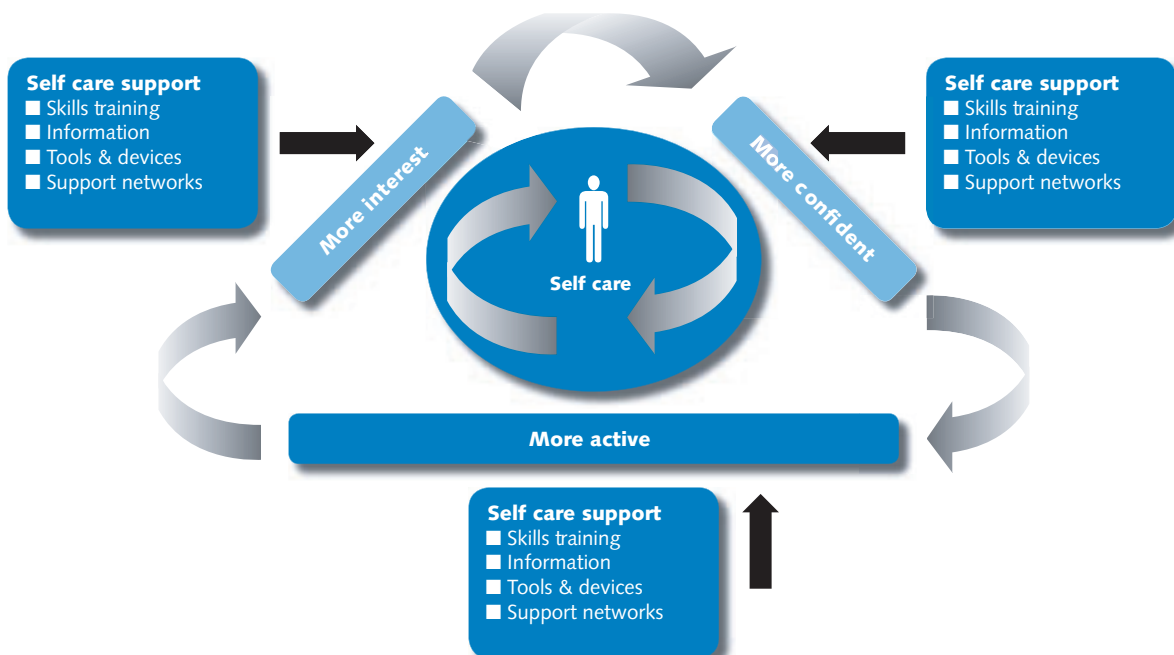 Self care support
Skills training
Information
Tools & devices
Support networks
More interest
Self care
More confident
Self care support
Skills training
Information
Tools & devices
Support networks
More active
Self care support
Skills training
Information
Tools & devices
Support networks